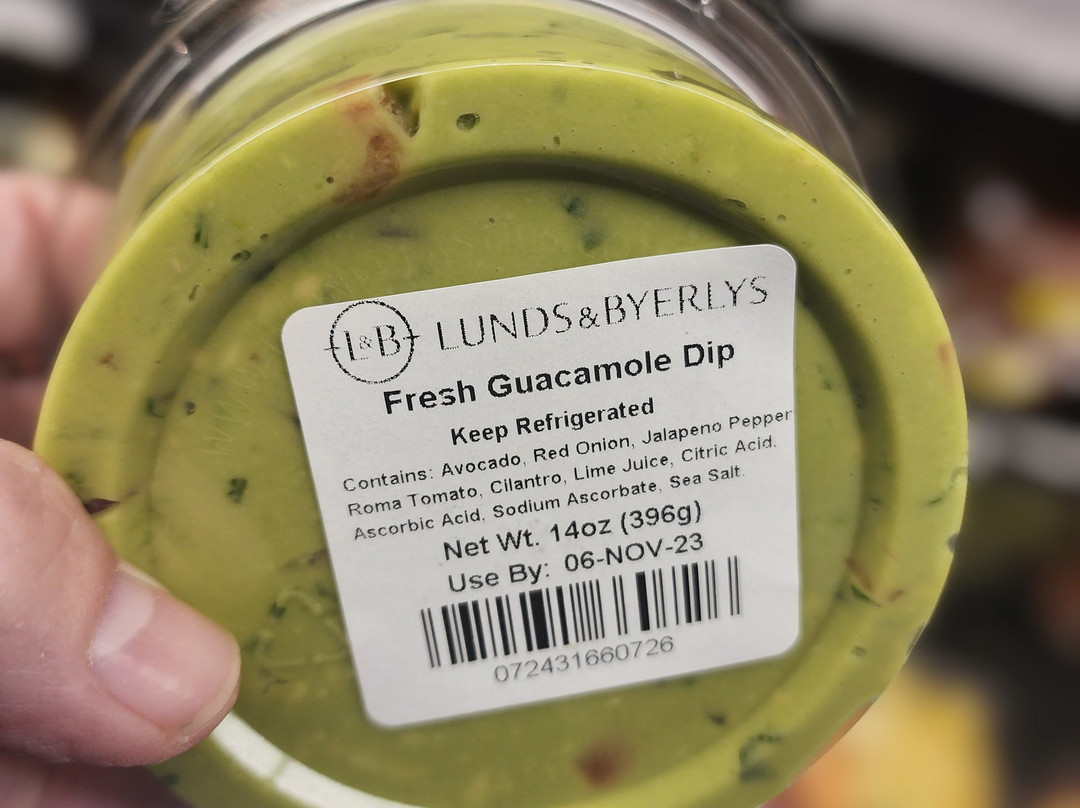 L&B LUNDS&BYERLYS
Fresh Guacamole Dip
Keep Refrigerated
Contains: Avocado, Red Onion, Jalapeno Pepper
Roma Tomato, Cilantro, Lime Juice, Citric Acid.
Ascorbic Acid, Sodium Ascorbate, Sea Salt.
Net Wt. 14oz (396g)
Use By: 06-NOV-23
072431660726